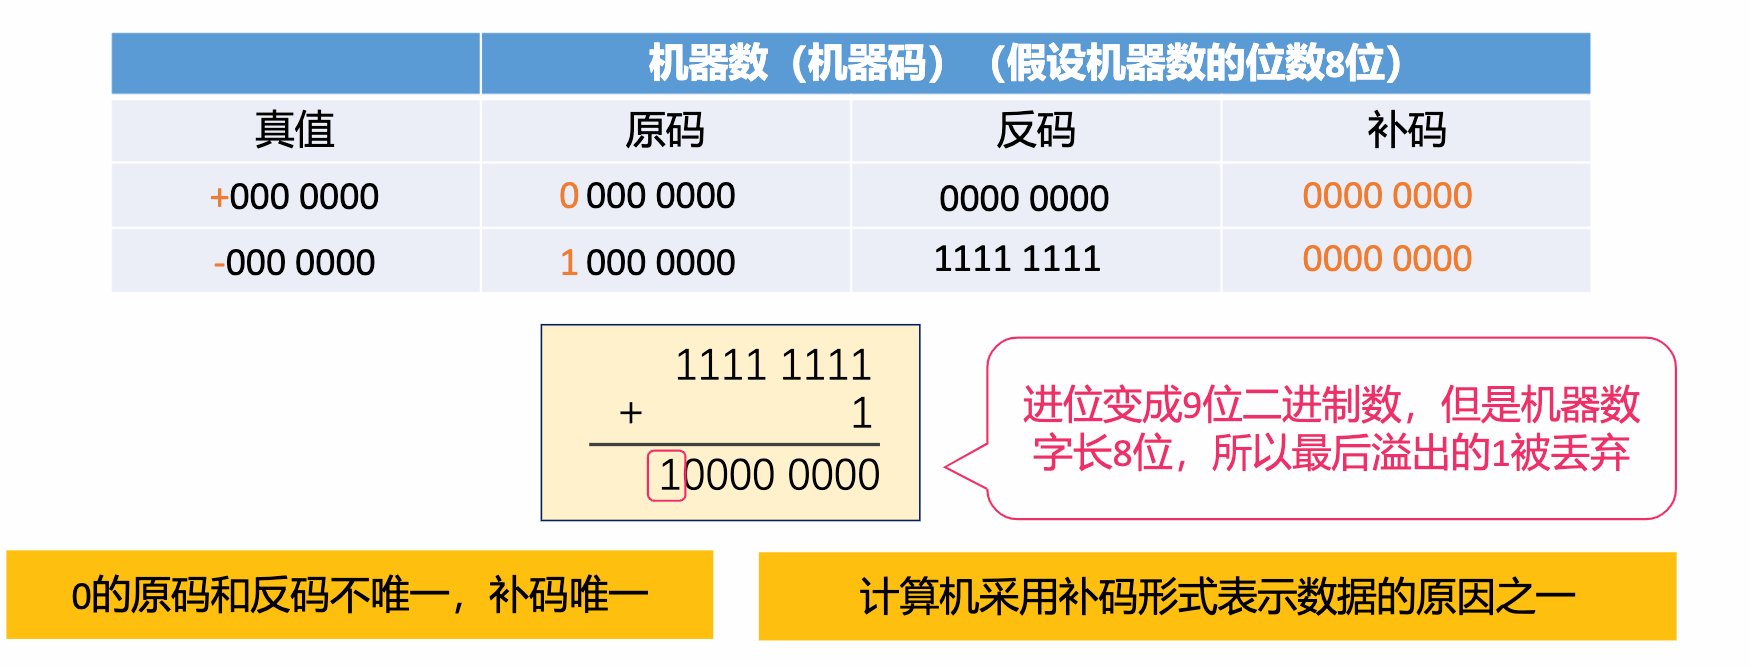 机器数（机器码）（假设机器数的位数8位）
真值 原码 反码 补码
+000 0000 0 000 0000 0000 0000 0000 0000
-000 0000 1 000 0000 1111 1111 0000 0000
1111 1111
+ 1
10000 0000
进位变成9位二进制数，但是机器数
字长8位，所以最后溢出的1被丢弃
0的原码和反码不唯一，补码唯一
计算机采用补码形式表示数据的原因之一